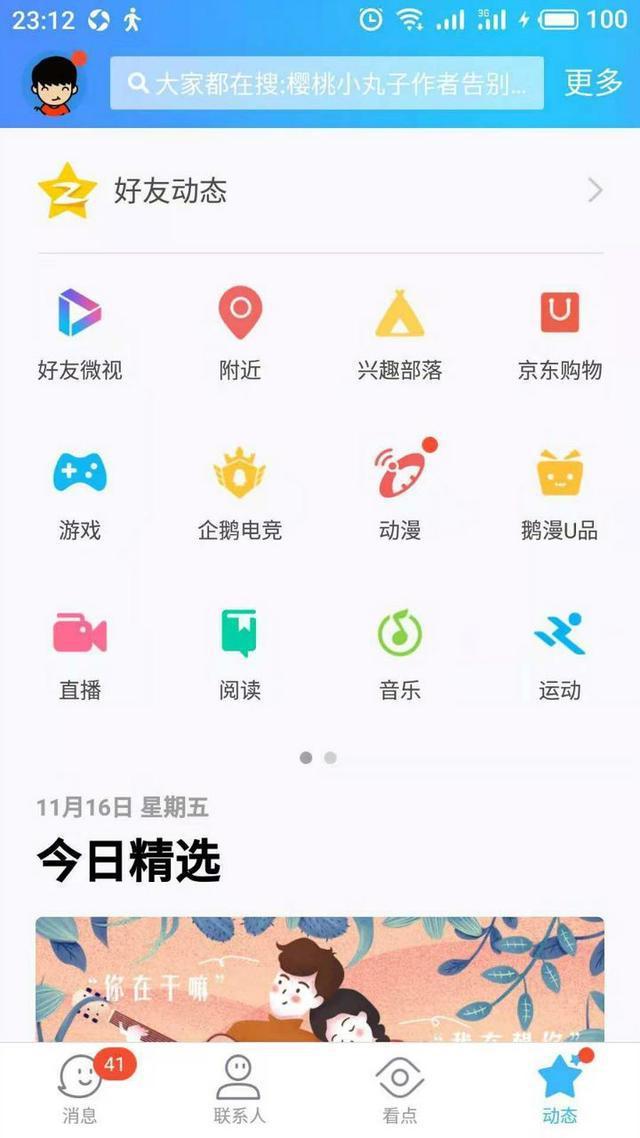 23:12 3G 100
大家都在搜:樱桃小丸子作者告别... 更多
好友动态
好友微视 附近 兴趣部落 京东购物
游戏 企鹅电竞 动漫 鹅漫U品
直播 阅读 音乐 运动
11月16日 星期五
今日精选
“你在干嘛”
“我在想你”
41
消息 联系人 看点 动态